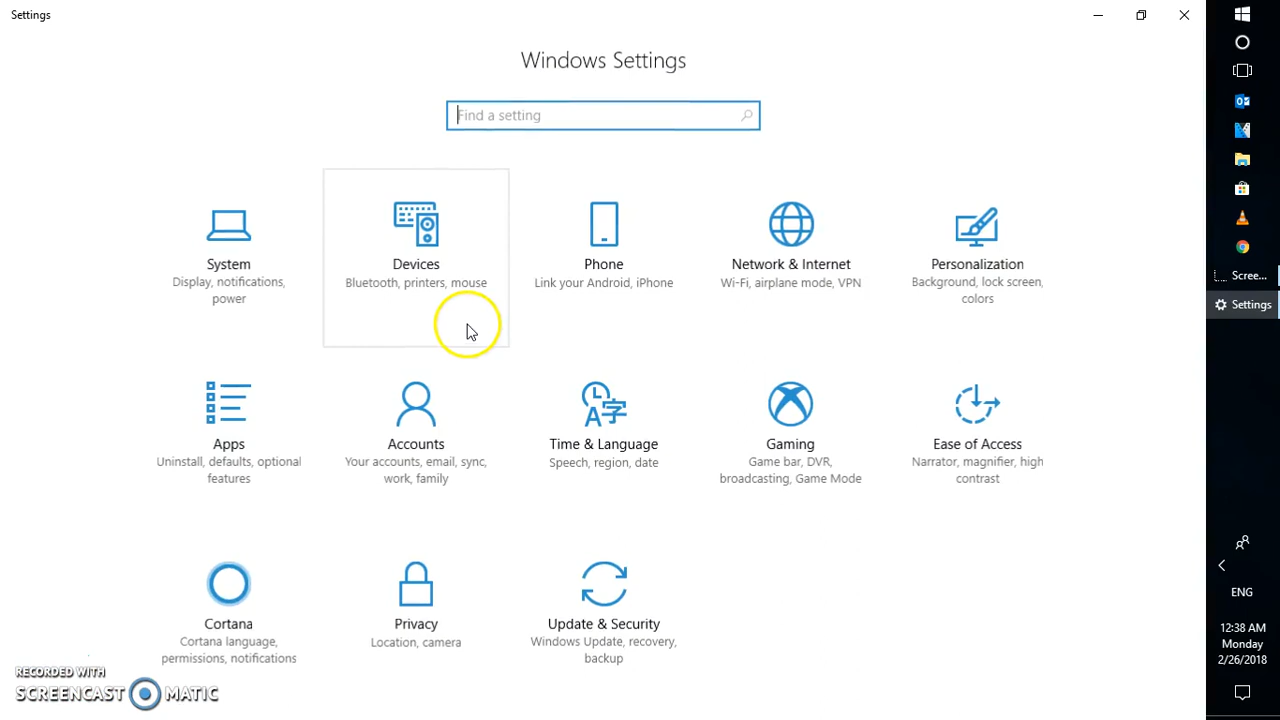 Settings
Windows Settings
Find a setting
System
Display, notifications,
power
Devices
Bluetooth, printers, mouse
Phone
Link your Android, iPhone
Network & Internet
Wi-Fi, airplane mode, VPN
Personalization
Background, lock screen,
colors
Apps
Uninstall, defaults, optional
features
Accounts
Your accounts, email, sync,
work, family
Time & Language
Speech, region, date
Gaming
Game bar, DVR,
broadcasting, Game Mode
Ease of Access
Narrator, magnifier, high
contrast
Cortana
Cortana language,
permissions, notifications
Privacy
Location, camera
Update & Security
Windows Update, recovery,
backup
Scree...
Settings
ENG
12:38 AM
Monday
2/26/2018
RECORDED WITH
SCREENCAST MATIC